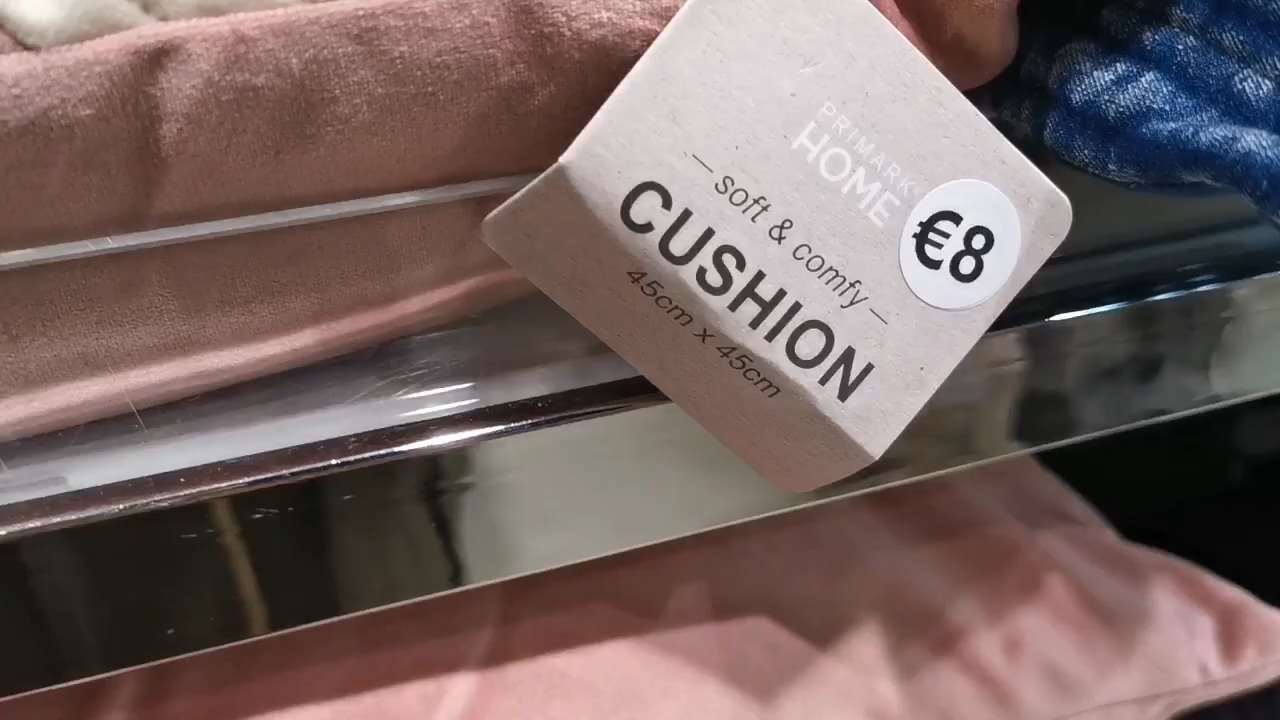 PRIMARK
HOME
€8
— soft & comfy —
CUSHION
45cm x 45cm